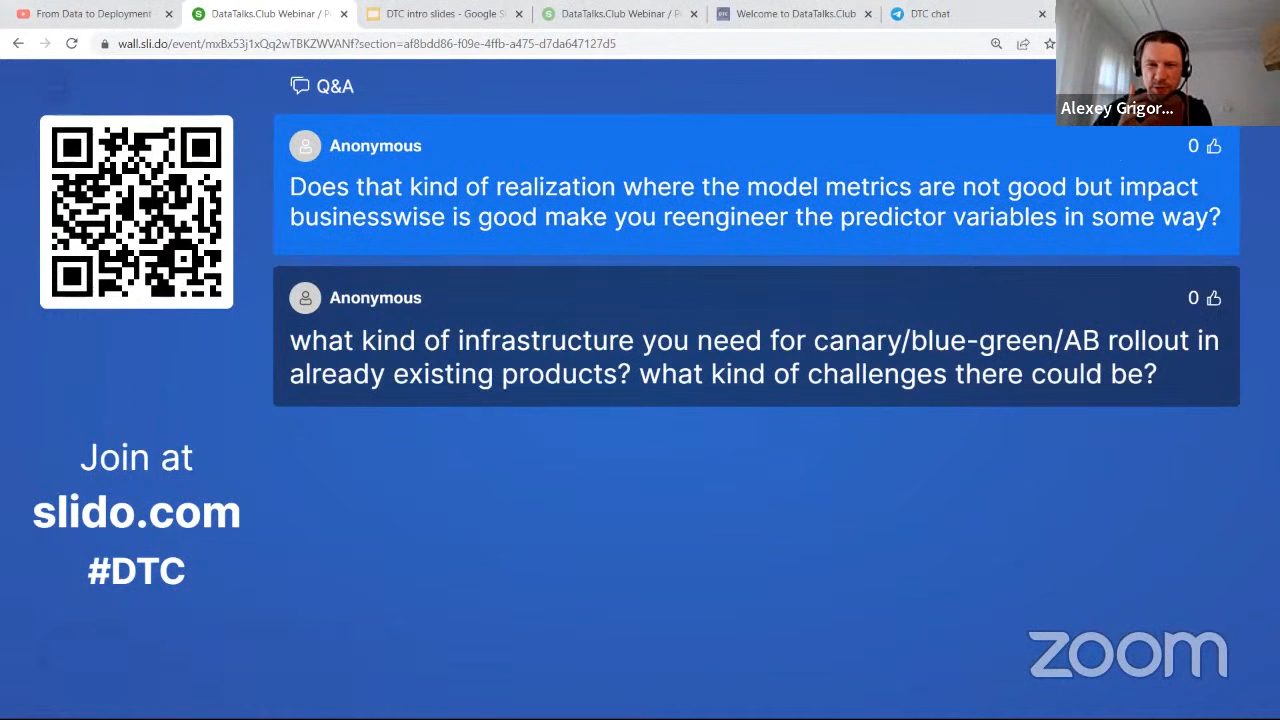 From Data to Deployment
DataTalks.Club Webinar / P
DTC intro slides - Google S
DataTalks.Club Webinar / P
Welcome to DataTalks.Club
DTC chat
wall.sli.do/event/mxBx53j1xQq2wTBKZWVANf?section=af8bdd86-f09e-4ffb-a475-d7da647127d5
Alexey Grigor...
Q&A
Anonymous
0
Does that kind of realization where the model metrics are not good but impact
businesswise is good make you reengineer the predictor variables in some way?
Anonymous
0
what kind of infrastructure you need for canary/blue-green/AB rollout in
already existing products? what kind of challenges there could be?
Join at
slido.com
#DTC
zoom